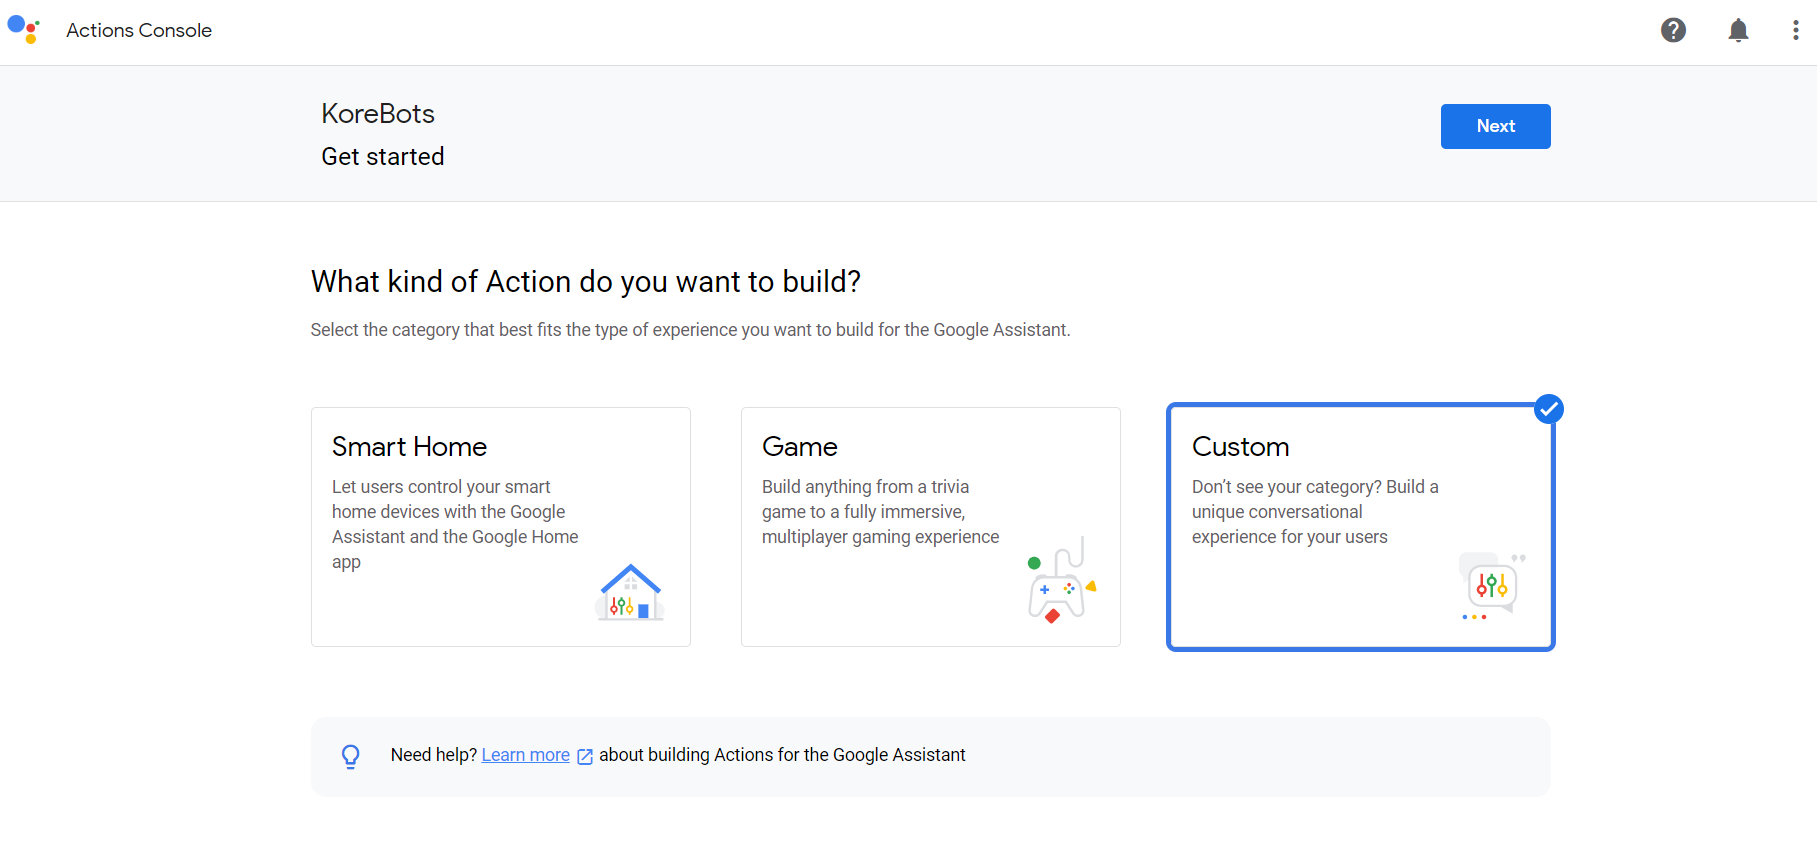 Actions Console
KoreBots
Get started
Next
What kind of Action do you want to build?
Select the category that best fits the type of experience you want to build for the Google Assistant.
Smart Home
Let users control your smart
home devices with the Google
Assistant and the Google Home
app
Game
Build anything from a trivia
game to a fully immersive,
multiplayer gaming experience
Custom
Don’t see your category? Build a
unique conversational
experience for your users
Need help? Learn more about building Actions for the Google Assistant